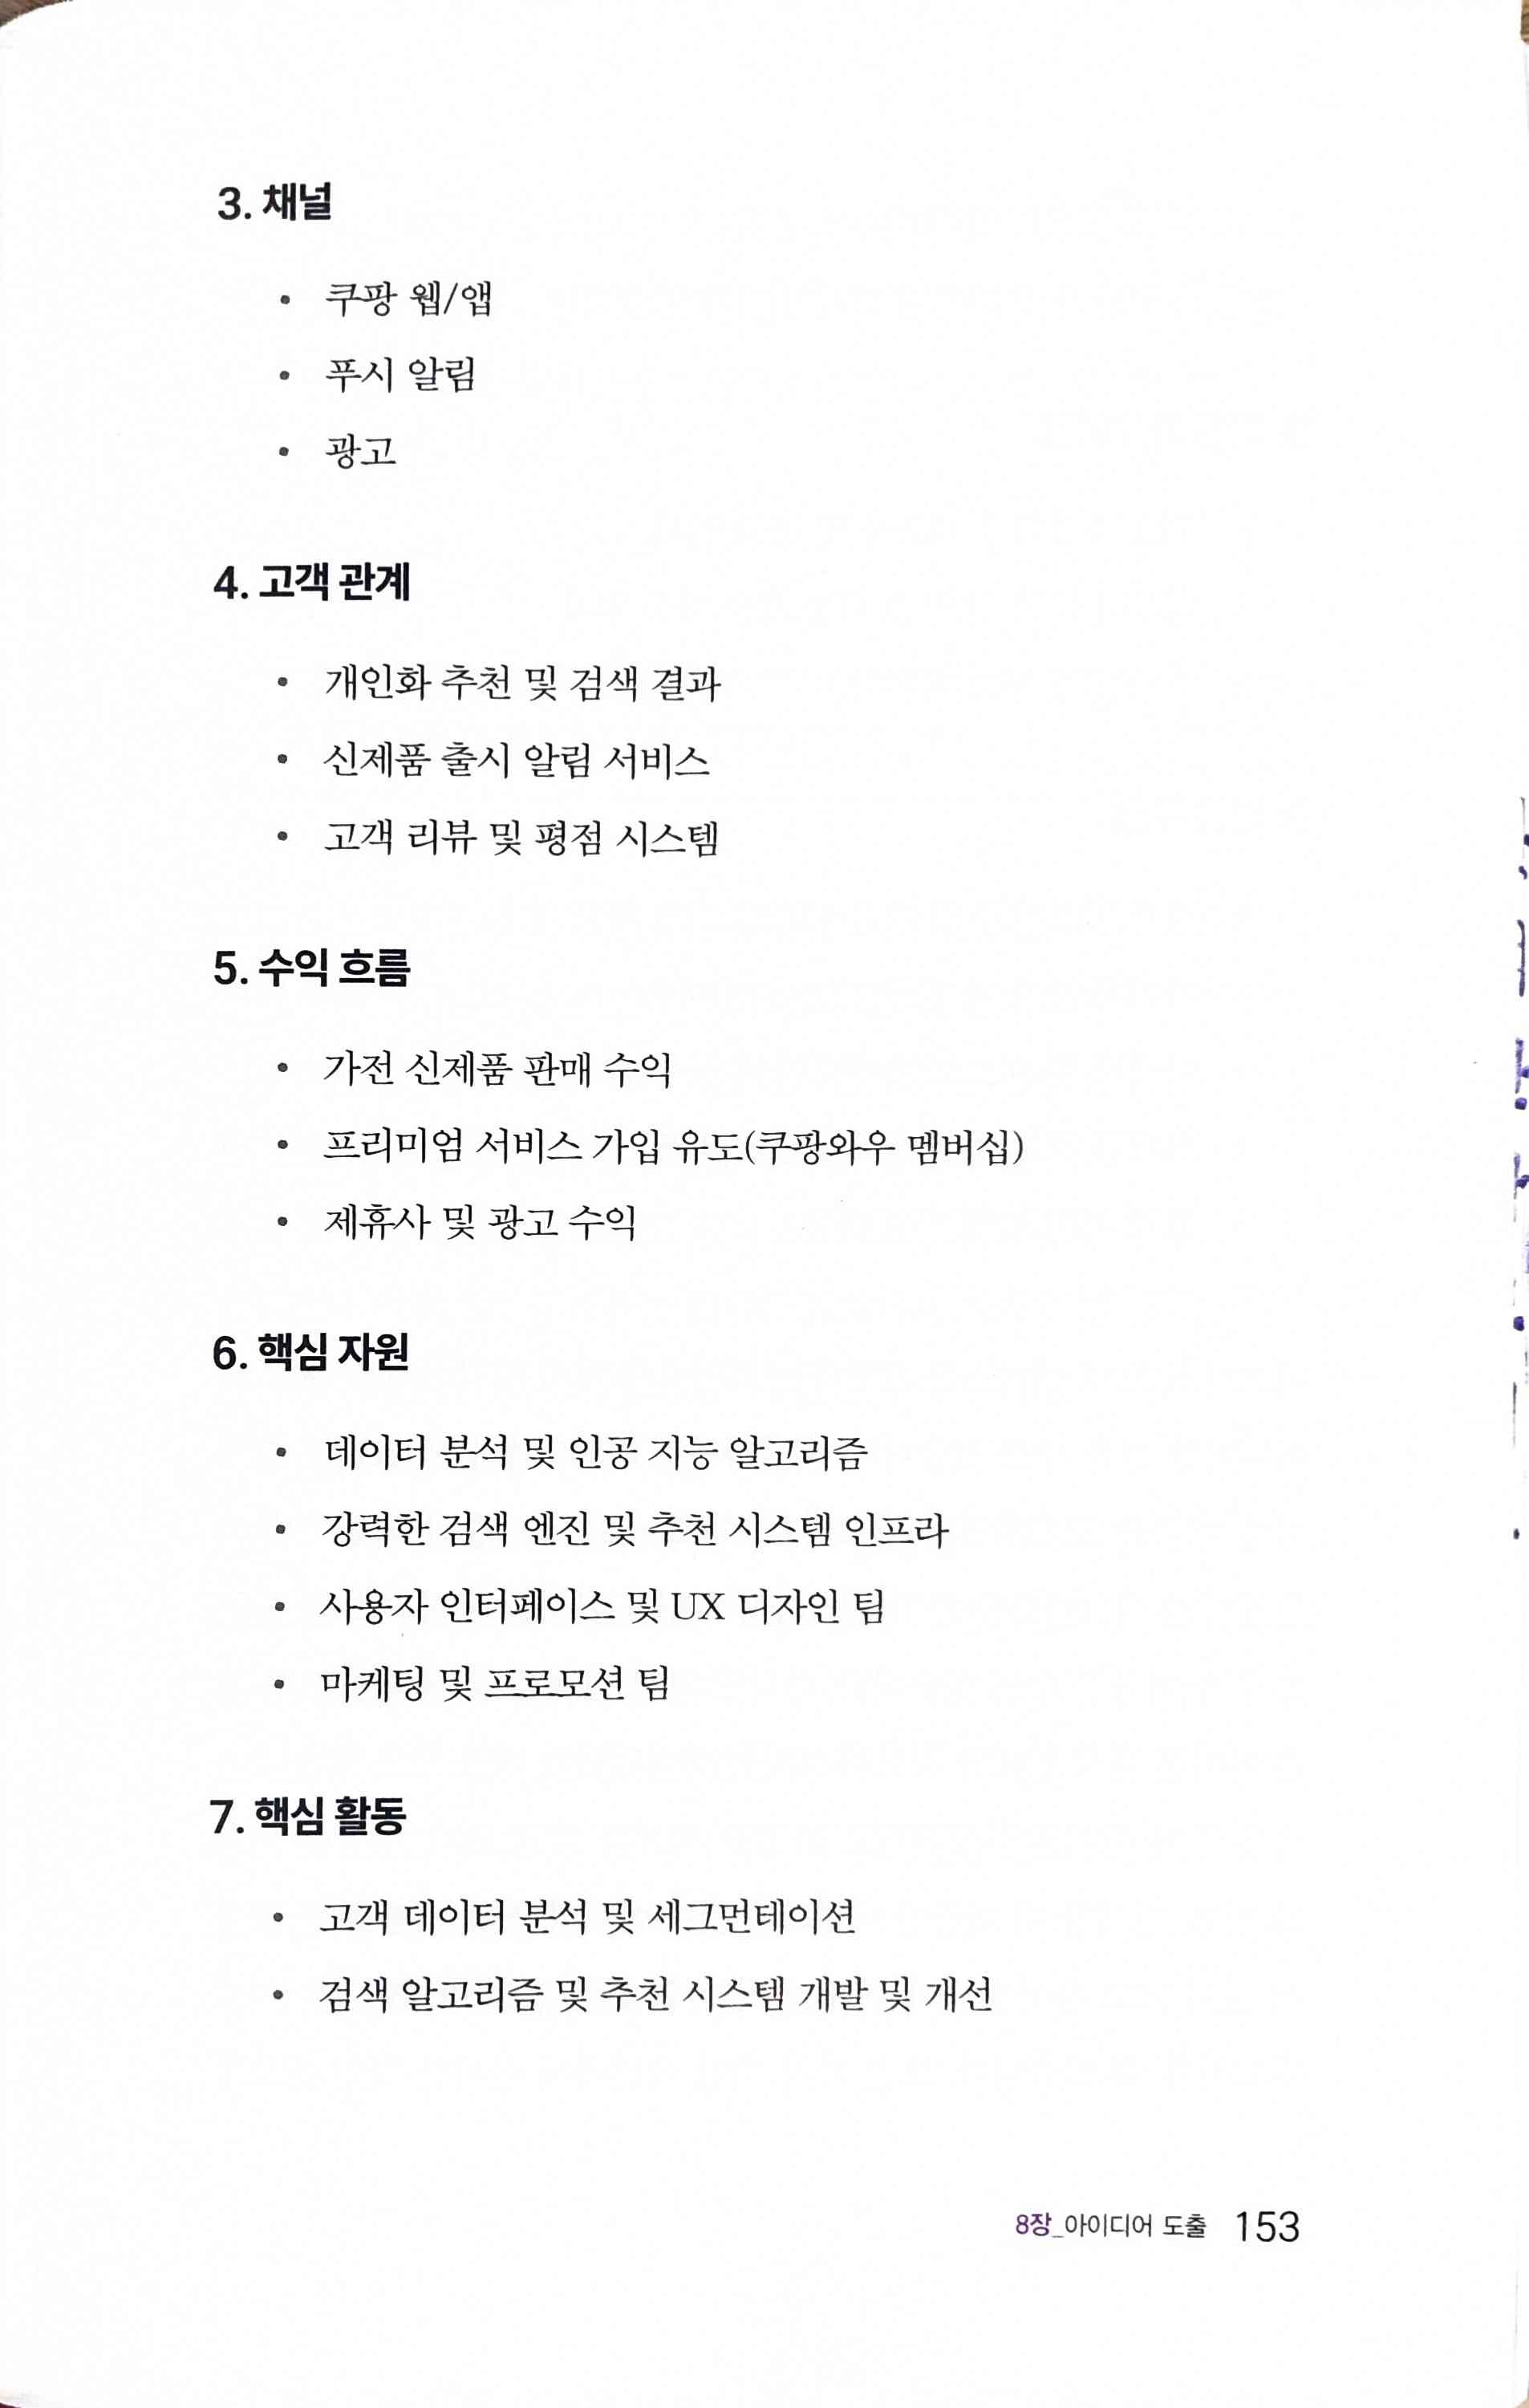 3. 채널
• 쿠팡 웹/앱
• 푸시 알림
• 광고
4. 고객 관계
• 개인화 추천 및 검색 결과
• 신제품 출시 알림 서비스
• 고객 리뷰 및 평점 시스템
5. 수익 흐름
• 가전 신제품 판매 수익
• 프리미엄 서비스 가입 유도(쿠팡와우 멤버십)
• 제휴사 및 광고 수익
6. 핵심 자원
• 데이터 분석 및 인공 지능 알고리즘
• 강력한 검색 엔진 및 추천 시스템 인프라
• 사용자 인터페이스 및 UX 디자인 팀
• 마케팅 및 프로모션 팀
7. 핵심 활동
• 고객 데이터 분석 및 세그먼테이션
• 검색 알고리즘 및 추천 시스템 개발 및 개선
8장_아이디어 도출 153